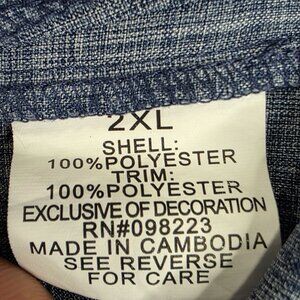 2XL
SHELL:
100%POLYESTER
TRIM:
100%POLYESTER
EXCLUSIVE OF DECORATION
RN#098223
MADE IN CAMBODIA
SEE REVERSE
FOR CARE